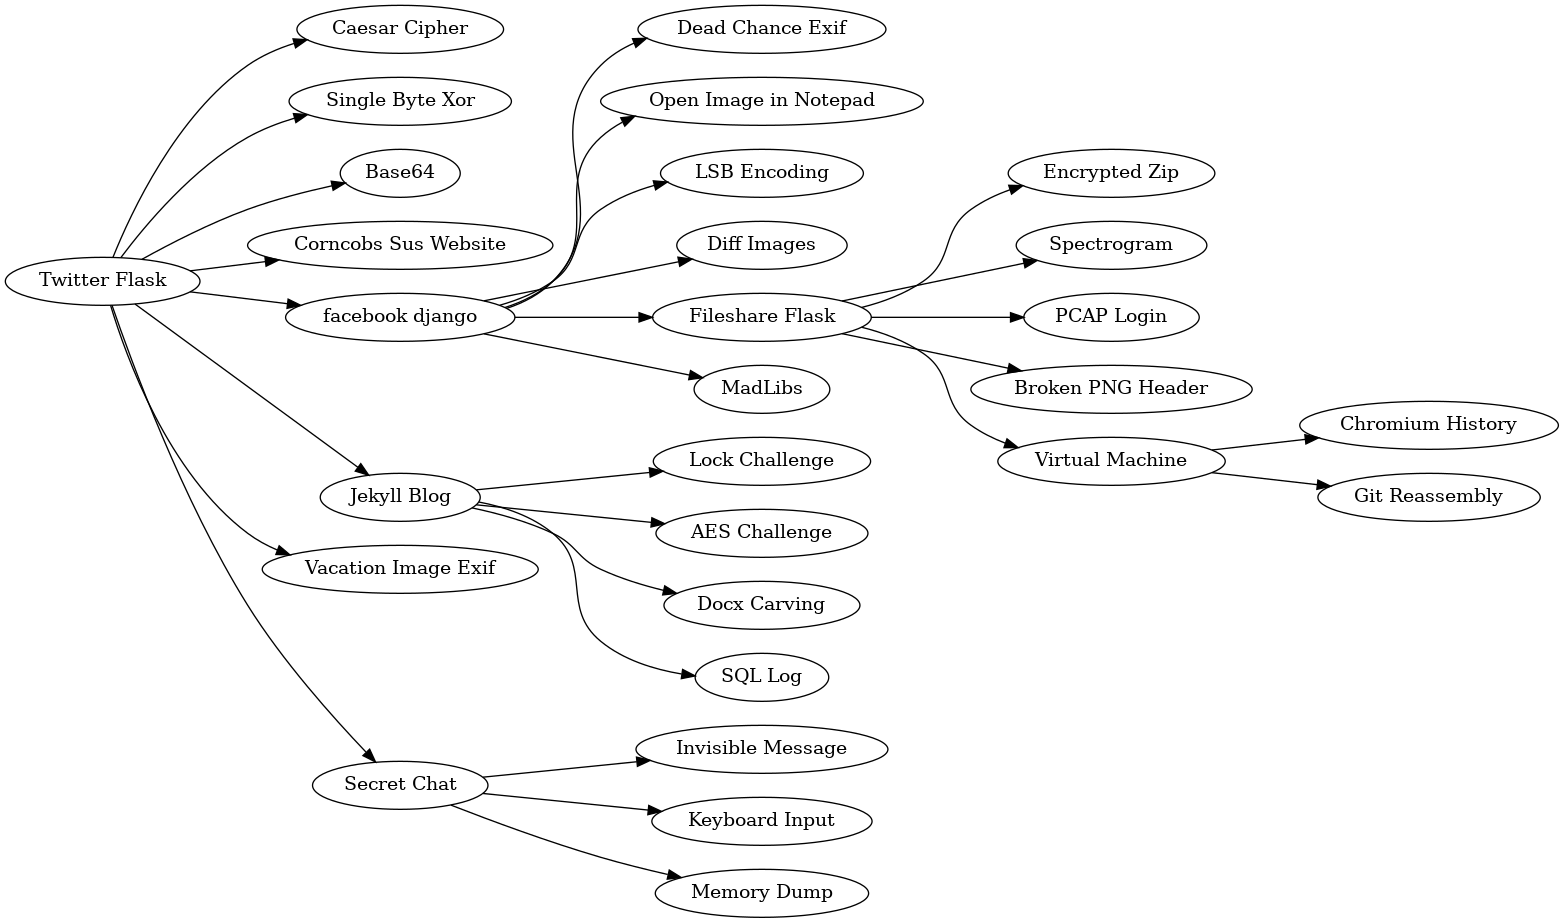 Twitter Flask
Caesar Cipher
Single Byte Xor
Base64
Corncobs Sus Website
facebook django
Jekyll Blog
Vacation Image Exif
Secret Chat
Dead Chance Exif
Open Image in Notepad
LSB Encoding
Diff Images
Fileshare Flask
MadLibs
Lock Challenge
AES Challenge
Docx Carving
SQL Log
Invisible Message
Keyboard Input
Memory Dump
Encrypted Zip
Spectrogram
PCAP Login
Broken PNG Header
Virtual Machine
Chromium History
Git Reassembly